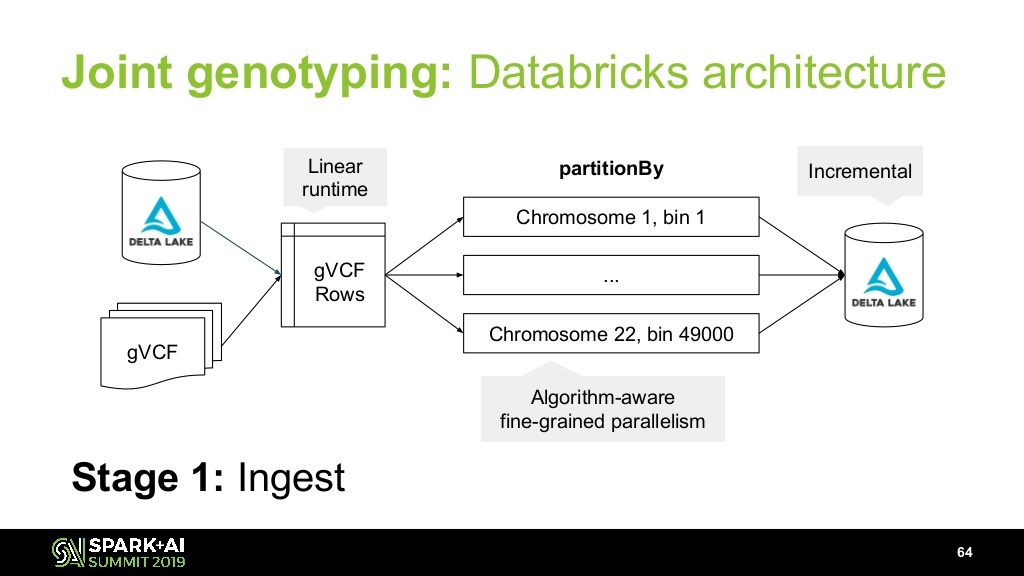 Joint genotyping: Databricks architecture
Linear
runtime
partitionBy
Incremental
DELTA LAKE
Chromosome 1, bin 1
gVCF
Rows
...
DELTA LAKE
Chromosome 22, bin 49000
gVCF
Algorithm-aware
fine-grained parallelism
Stage 1: Ingest
SPARK+AI
SUMMIT 2019
64